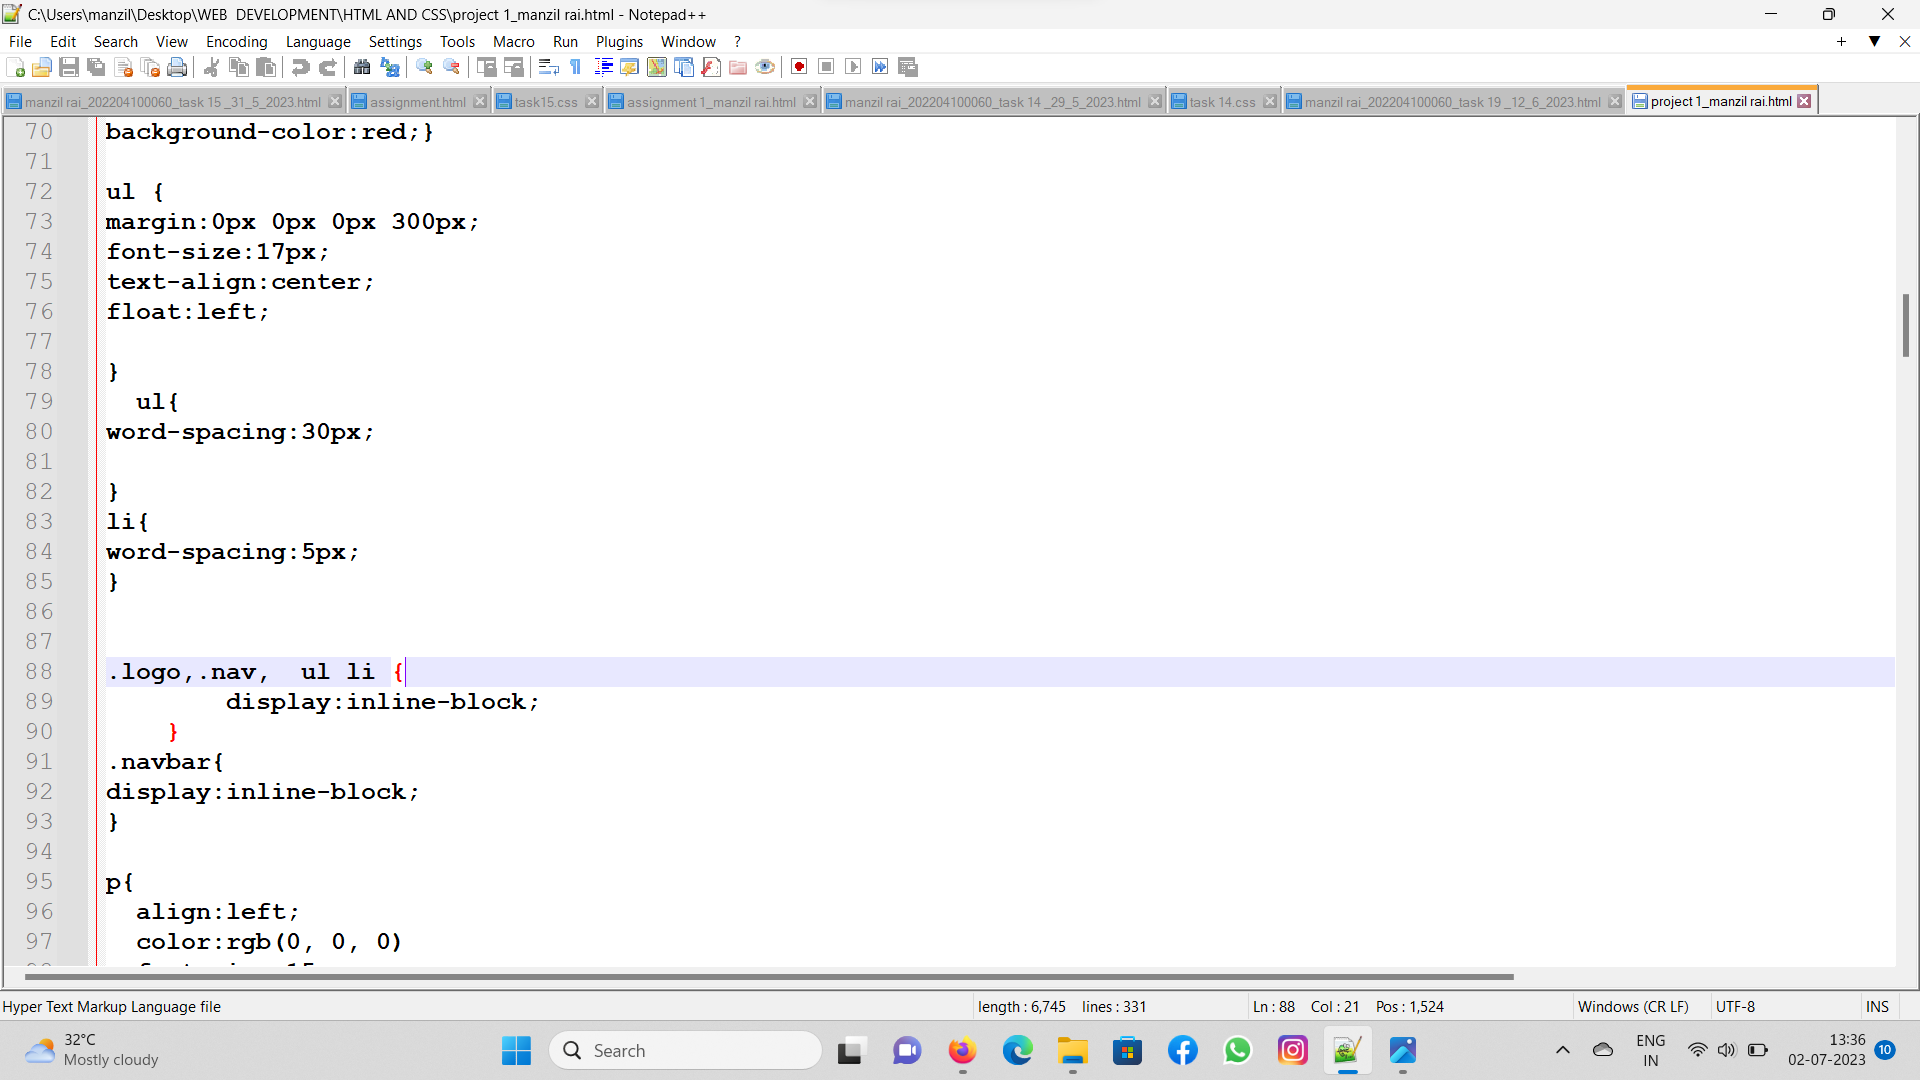 C:\Users\manzil\Desktop\WEB  DEVELOPMENT\HTML AND CSS\project 1_manzil rai.html - Notepad++
File Edit Search View Encoding Language Settings Tools Macro Run Plugins Window ?
manzil rai_202204100060_task 15 _31_5_2023.html assignment.html task15.css assignment 1_manzil rai.html manzil rai_202204100060_task 14 _29_5_2023.html task 14.css manzil rai_202204100060_task 19 _12_6_2023.html project 1_manzil rai.html
70 background-color:red;}
71
72 ul {
73 margin:0px 0px 0px 300px;
74 font-size:17px;
75 text-align:center;
76 float:left;
77
78 }
79   ul{
80 word-spacing:30px;
81
82 }
83 li{
84 word-spacing:5px;
85 }
86
87
88 .logo,.nav,  ul li {
89         display:inline-block;
90     }
91 .navbar{
92 display:inline-block;
93 }
94
95 p{
96   align:left;
97   color:rgb(0, 0, 0)
Hyper Text Markup Language file length : 6,745 lines : 331 Ln : 88 Col : 21 Pos : 1,524 Windows (CR LF) UTF-8 INS
32°C
Mostly cloudy
Search
ENG
IN
13:36
02-07-2023
10